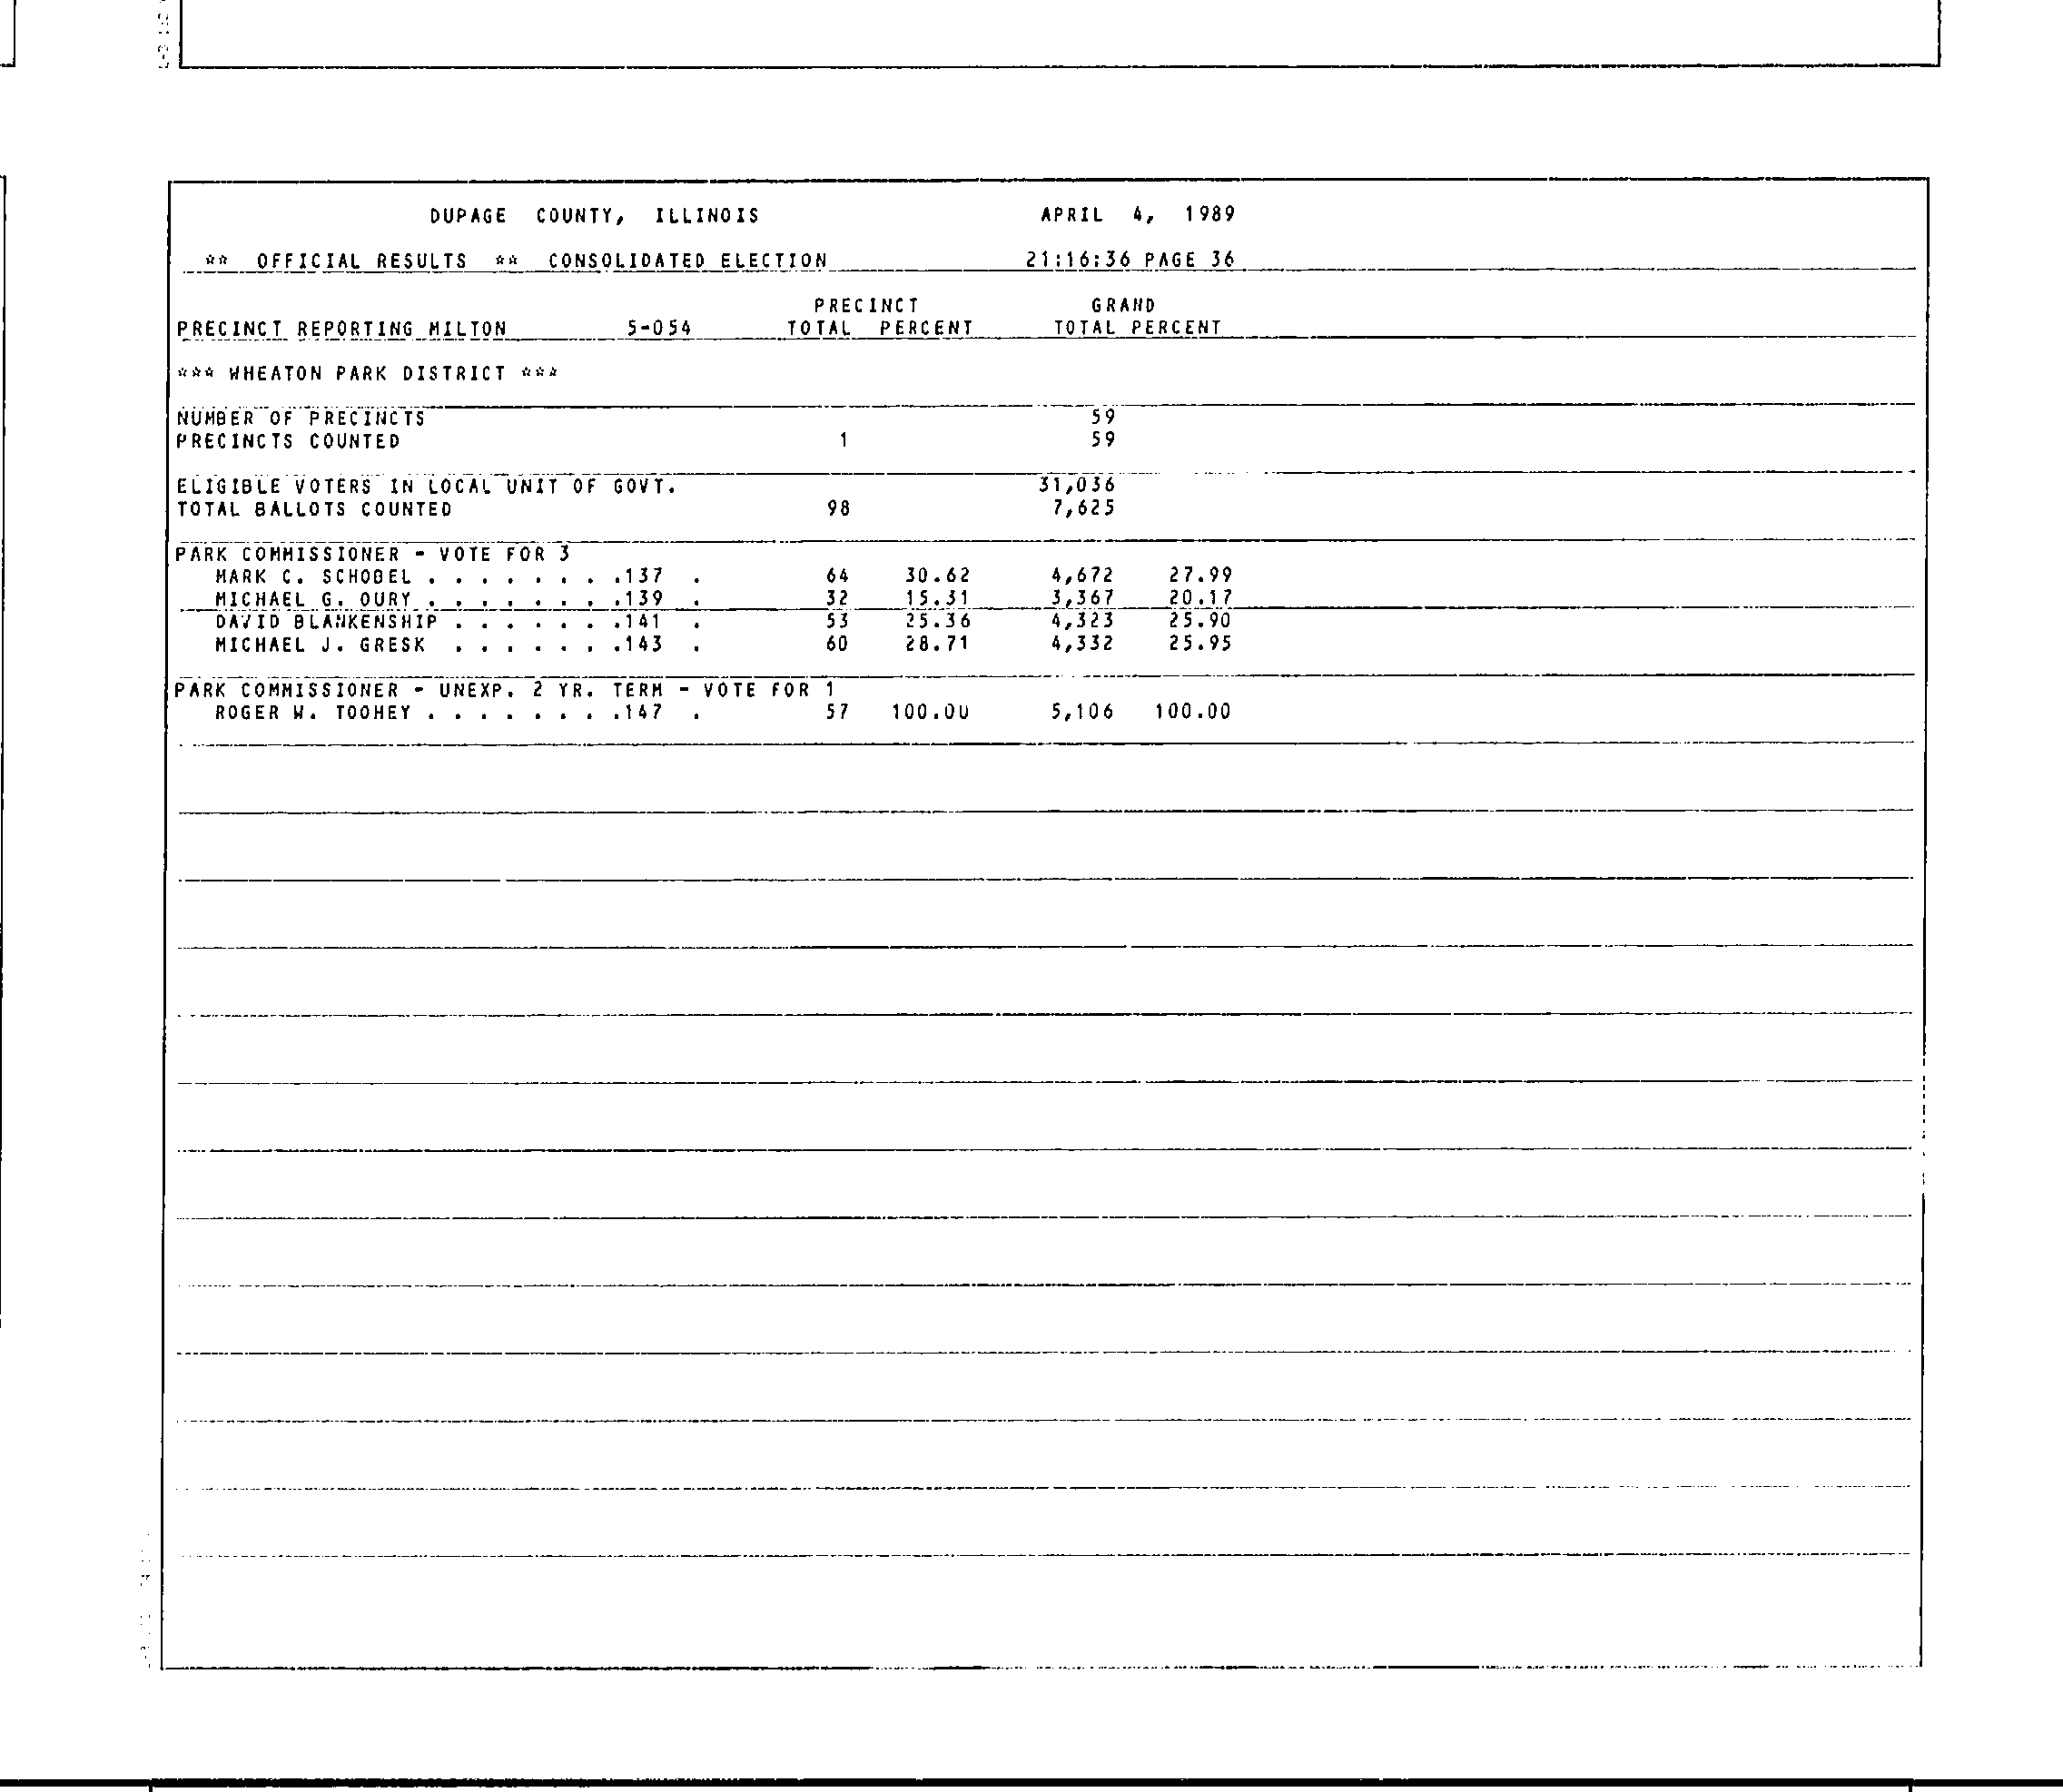 DUPAGE COUNTY, ILLINOIS APRIL 4, 1989
** OFFICIAL RESULTS ** CONSOLIDATED ELECTION 21:16:36 PAGE 36
PRECINCT GRAND
PRECINCT REPORTING MILTON 5-054 TOTAL PERCENT TOTAL PERCENT
*** WHEATON PARK DISTRICT ***
NUMBER OF PRECINCTS 59
PRECINCTS COUNTED 1 59
ELIGIBLE VOTERS IN LOCAL UNIT OF GOVT. 31,036
TOTAL BALLOTS COUNTED 98 7,625
PARK COMMISSIONER - VOTE FOR 3
MARK C. SCHOBEL . . . . . . . .137 . 64 30.62 4,672 27.99
MICHAEL G. OURY . . . . . . . .139 . 32 15.31 3,367 20.17
DAVID BLANKENSHIP . . . . . . .141 . 53 25.36 4,323 25.90
MICHAEL J. GRESK . . . . . . .143 . 60 28.71 4,332 25.95
PARK COMMISSIONER - UNEXP. 2 YR. TERM - VOTE FOR 1
ROGER W. TOOHEY . . . . . . . .147 . 57 100.00 5,106 100.00